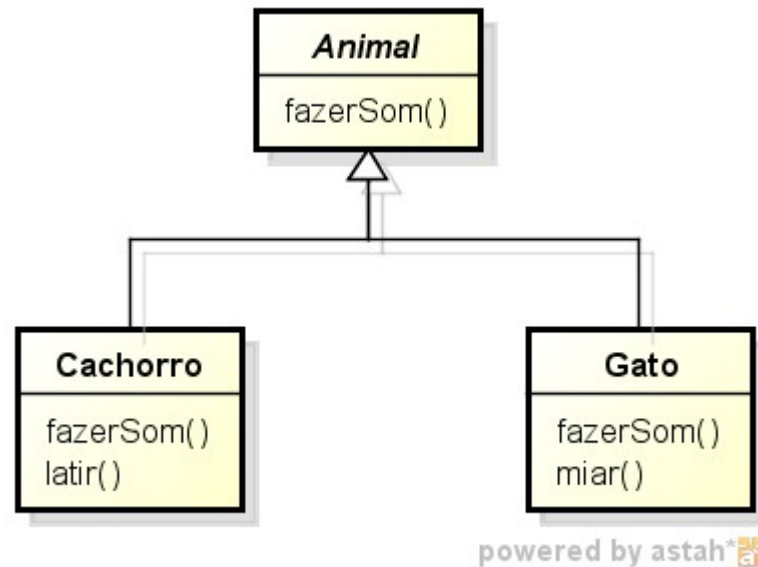 Animal
fazerSom()
Cachorro
fazerSom()
latir()
Gato
fazerSom()
miar()
powered by astah*